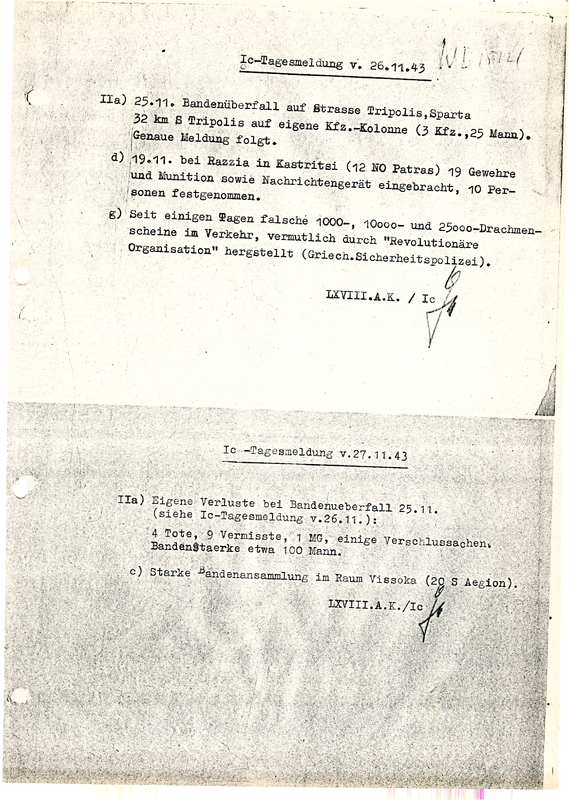 Ic-Tagesmeldung v. 26.11.43
IIa) 25.11. Bandenüberfall auf Strasse Tripolis,Sparta
32 km S Tripolis auf eigene Kfz.-Kolonne (3 Kfz.,25 Mann).
Genaue Meldung folgt.
d) 19.11. bei Razzia in Kastritsi (12 NO Patras) 19 Gewehre
und Munition sowie Nachrichtengerät eingebracht, 10 Per-
sonen festgenommen.
g) Seit einigen Tagen falsche 1000-, 10ooo- und 25ooo-Drachmen-
scheine im Verkehr, vermutlich durch "Revolutionäre
Organisation" hergstellt (Griech.Sicherheitspolizei).
LXVIII.A.K. / Ic
Ic -Tagesmeldung v.27.11.43
IIa) Eigene Verluste bei Bandenueberfall 25.11.
(siehe Ic-Tagesmeldung v.26.11.):
4 Tote, 9 Vermisste, 1 MG, einige Verschlussachen.
Bandenstaerke etwa 100 Mann.
c) Starke Bandenansammlung im Raum Vissoka (20 S Aegion).
LXVIII.A.K./Ic